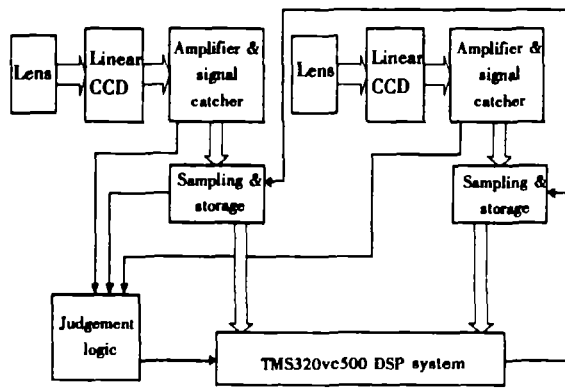 Lens
Linear
CCD
Amplifier &
signal
catcher
Lens
Linear
CCD
Amplifier &
signal
catcher
Sampling &
storage
Sampling &
storage
Judgement
logic
TMS320vc500 DSP system